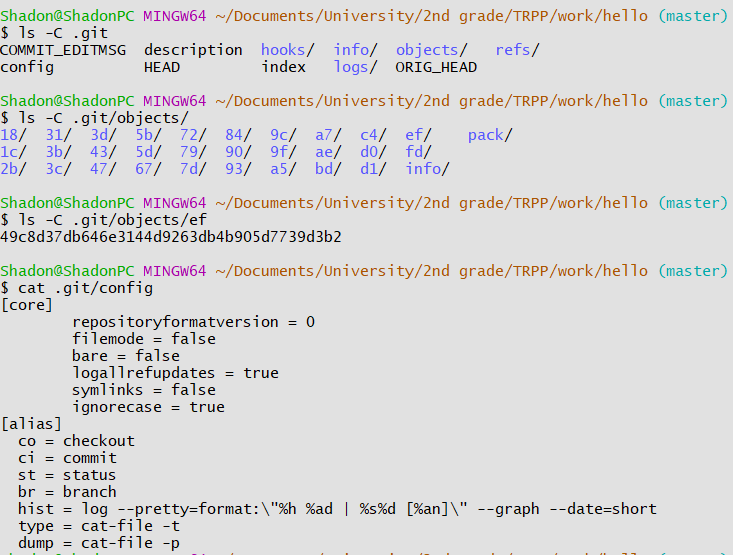 Shadon@ShadonPC MINGW64 ~/Documents/University/2nd grade/TRPP/work/hello (master)
$ ls -C .git
COMMIT_EDITMSG  description  hooks/  info/  objects/   refs/
config          HEAD         index   logs/  ORIG_HEAD
Shadon@ShadonPC MINGW64 ~/Documents/University/2nd grade/TRPP/work/hello (master)
$ ls -C .git/objects/
18/  31/  3d/  5b/  72/  84/  9c/  a7/  c4/  ef/    pack/
1c/  3b/  43/  5d/  79/  90/  9f/  ae/  d0/  fd/
2b/  3c/  47/  67/  7d/  93/  a5/  bd/  d1/  info/
Shadon@ShadonPC MINGW64 ~/Documents/University/2nd grade/TRPP/work/hello (master)
$ ls -C .git/objects/ef
49c8d37db646e3144d9263db4b905d7739d3b2
Shadon@ShadonPC MINGW64 ~/Documents/University/2nd grade/TRPP/work/hello (master)
$ cat .git/config
[core]
        repositoryformatversion = 0
        filemode = false
        bare = false
        logallrefupdates = true
        symlinks = false
        ignorecase = true
[alias]
  co = checkout
  ci = commit
  st = status
  br = branch
  hist = log --pretty=format:\"%h %ad | %s%d [%an]\" --graph --date=short
  type = cat-file -t
  dump = cat-file -p